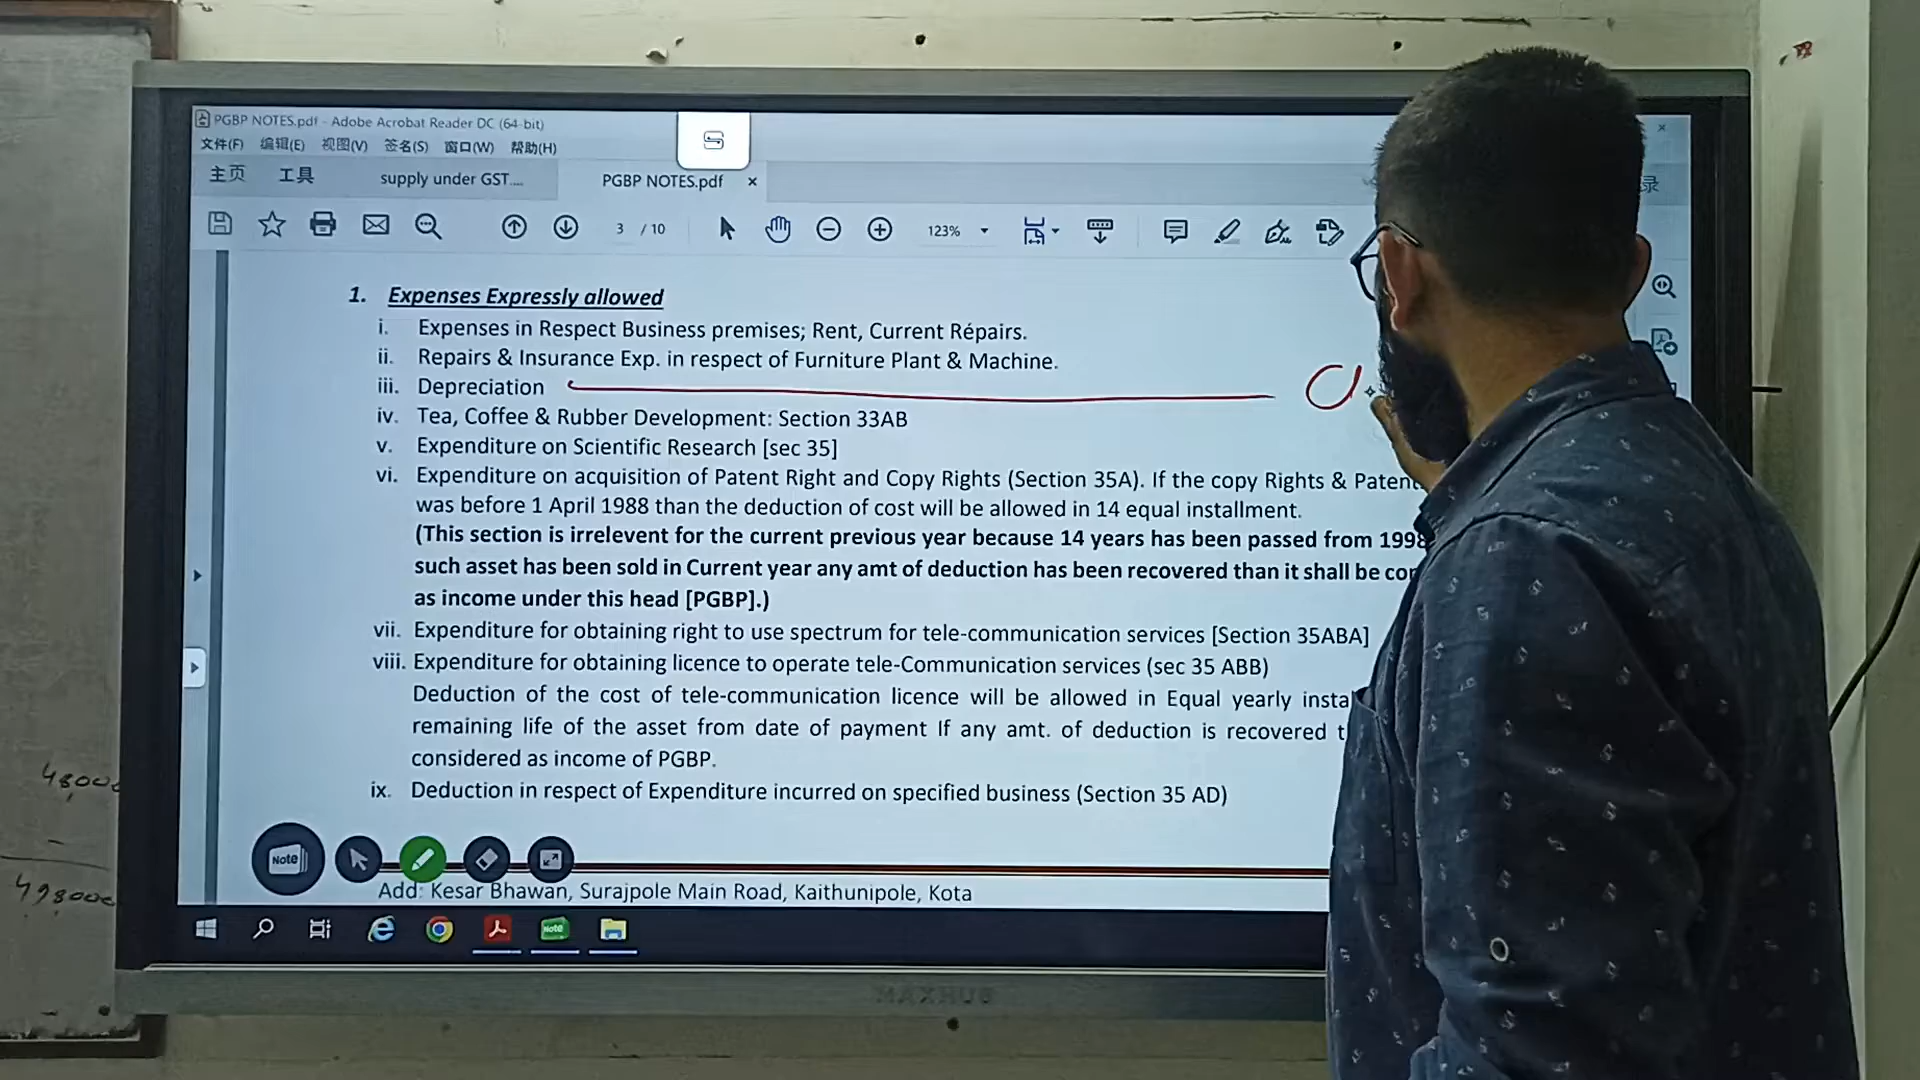 PGBP NOTES.pdf - Adobe Acrobat Reader DC (64-bit)
文件(F) 编辑(E) 视图(V) 签名(S) 窗口(W) 帮助(H)
主页 工具 supply under GST.... PGBP NOTES.pdf ×
3 / 10 123%
1. Expenses Expressly allowed
i. Expenses in Respect Business premises; Rent, Current Répairs.
ii. Repairs & Insurance Exp. in respect of Furniture Plant & Machine.
iii. Depreciation
iv. Tea, Coffee & Rubber Development: Section 33AB
v. Expenditure on Scientific Research [sec 35]
vi. Expenditure on acquisition of Patent Right and Copy Rights (Section 35A). If the copy Rights & Patent
was before 1 April 1988 than the deduction of cost will be allowed in 14 equal installment.
(This section is irrelevent for the current previous year because 14 years has been passed from 1998
such asset has been sold in Current year any amt of deduction has been recovered than it shall be
as income under this head [PGBP].)
vii. Expenditure for obtaining right to use spectrum for tele-communication services [Section 35ABA]
viii. Expenditure for obtaining licence to operate tele-Communication services (sec 35 ABB)
Deduction of the cost of tele-communication licence will be allowed in Equal yearly
remaining life of the asset from date of payment If any amt. of deduction is recovered
considered as income of PGBP.
ix. Deduction in respect of Expenditure incurred on specified business (Section 35 AD)
Note
Add: Kesar Bhawan, Surajpole Main Road, Kaithunipole, Kota
Note
MAXHUB
48,000
498000